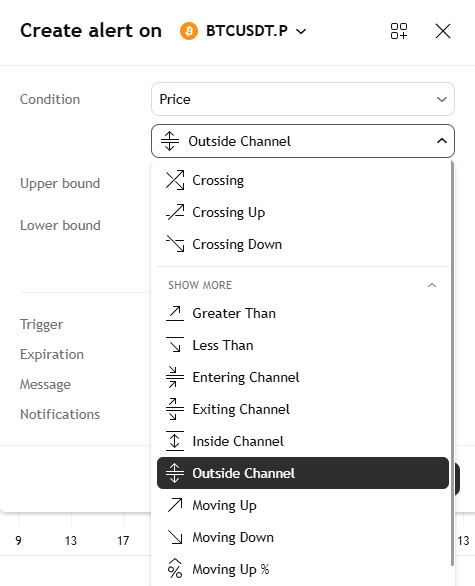 Create alert on BTCUSDT.P
Condition Price
Outside Channel
Upper bound Crossing
Crossing Up
Lower bound
Crossing Down
SHOW MORE
Greater Than
Trigger
Less Than
Expiration
Entering Channel
Message
Exiting Channel
Notifications
Inside Channel
Outside Channel
Moving Up
Moving Down
9 13 17 13
Moving Up %